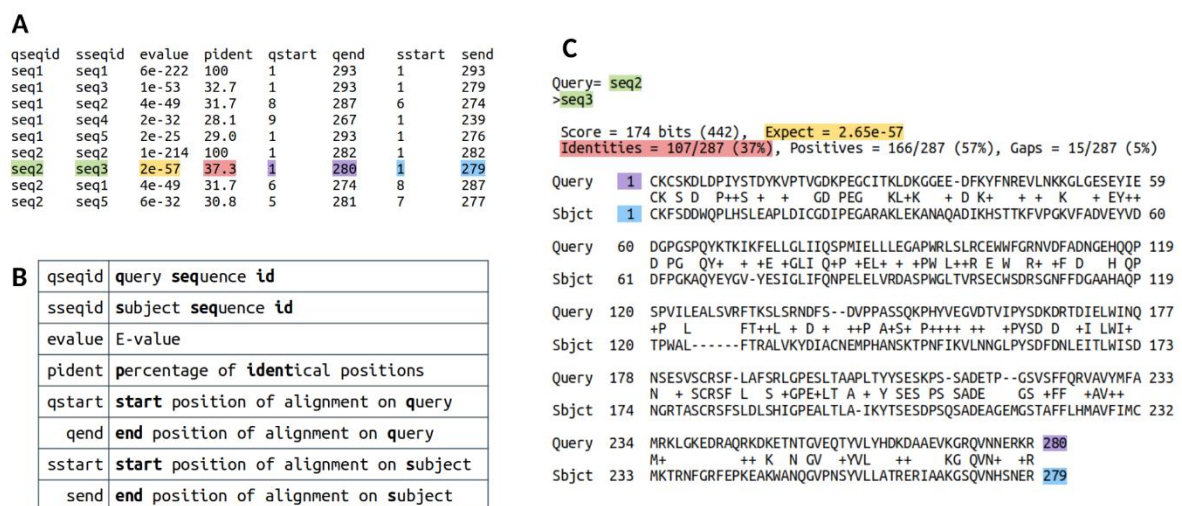 A
qseqid sseqid evalue pident qstart qend sstart send
seq1 seq1 6e-222 100 1 293 1 293
seq1 seq3 1e-53 32.7 1 293 1 279
seq1 seq2 4e-49 31.7 8 287 6 274
seq1 seq4 2e-32 28.1 9 267 1 239
seq1 seq5 2e-25 29.0 1 293 1 276
seq2 seq2 1e-214 100 1 282 1 282
seq2 seq3 2e-57 37.3 1 280 1 279
seq2 seq1 4e-49 31.7 6 274 8 287
seq2 seq5 6e-32 30.8 5 281 7 277
B
qseqid query sequence id
sseqid subject sequence id
evalue E-value
pident percentage of identical positions
qstart start position of alignment on query
qend end position of alignment on query
sstart start position of alignment on subject
send end position of alignment on subject
C
Query= seq2
>seq3
Score = 174 bits (442), Expect = 2.65e-57
Identities = 107/287 (37%), Positives = 166/287 (57%), Gaps = 15/287 (5%)
Query 1 CKCSKDLDPIYSTDYKVPTVGDKPEGCITKLDKGGEE-DFKYFNREVLNKKGLGESEYIE 59
CK S D P++S + + GD PEG KL+K + D K+ + + K + EY++
Sbjct 1 CKFSDDWQPLHSLEAPLDICGDIPEGARAKLEKANAQADIKHSTTKFVPGKVFADVEYVD 60
Query 60 DGPGSPQYKTKIKFELLGLIIQSPMIELLLEGAPWRLSLRCEWWFGRNVDFADNGEHQQP 119
D PG QY+ + +E +GLI Q+P +EL+ + +PW L++R E W R+ +F D H QP
Sbjct 61 DFPGKAQYEYGV-YESIGLIFQNPELELVRDASPWGLTVRSECWSDRSGNFFDGAAHAQP 119
Query 120 SPVILEALSVRFTKSLSRNDFS--DVPPASSQKPHYVEGVDTVIPYSDKDRTDIELWINQ 177
+P L FT++L + D + ++P A+S+ P++++ ++ +PYSD D +I LWI+
Sbjct 120 TPWAL------FTRALVKYDIACNEMPHANSKTPNFIKVLNNGLPYSDFDNLEITLWISD 173
Query 178 NSESVSCRSF-LAFSRLGPESLTAAPLTYYSESKPS-SADETP--GSVSFFQRVAVYMFA 233
N + SCRSF L S +GPE+LT A + Y SES PS SADE GS +FF +AV++
Sbjct 174 NGRTASCRSFSLDLSHIGPEALTLA-IKYTSESDPSQSADEAGEMGSTAFFLHMAVFIMC 232
Query 234 MRKLGKEDRAQRKDKETNTGVEQTYVLYHDKDAAEVKGRQVNNERKR 280
M+ ++ K N GV +YVL ++ KG QVN+ +R
Sbjct 233 MKTRNFGRFEPKEAKWANQGVPNSYVLLATRERIAAKGSQVNHSNER 279